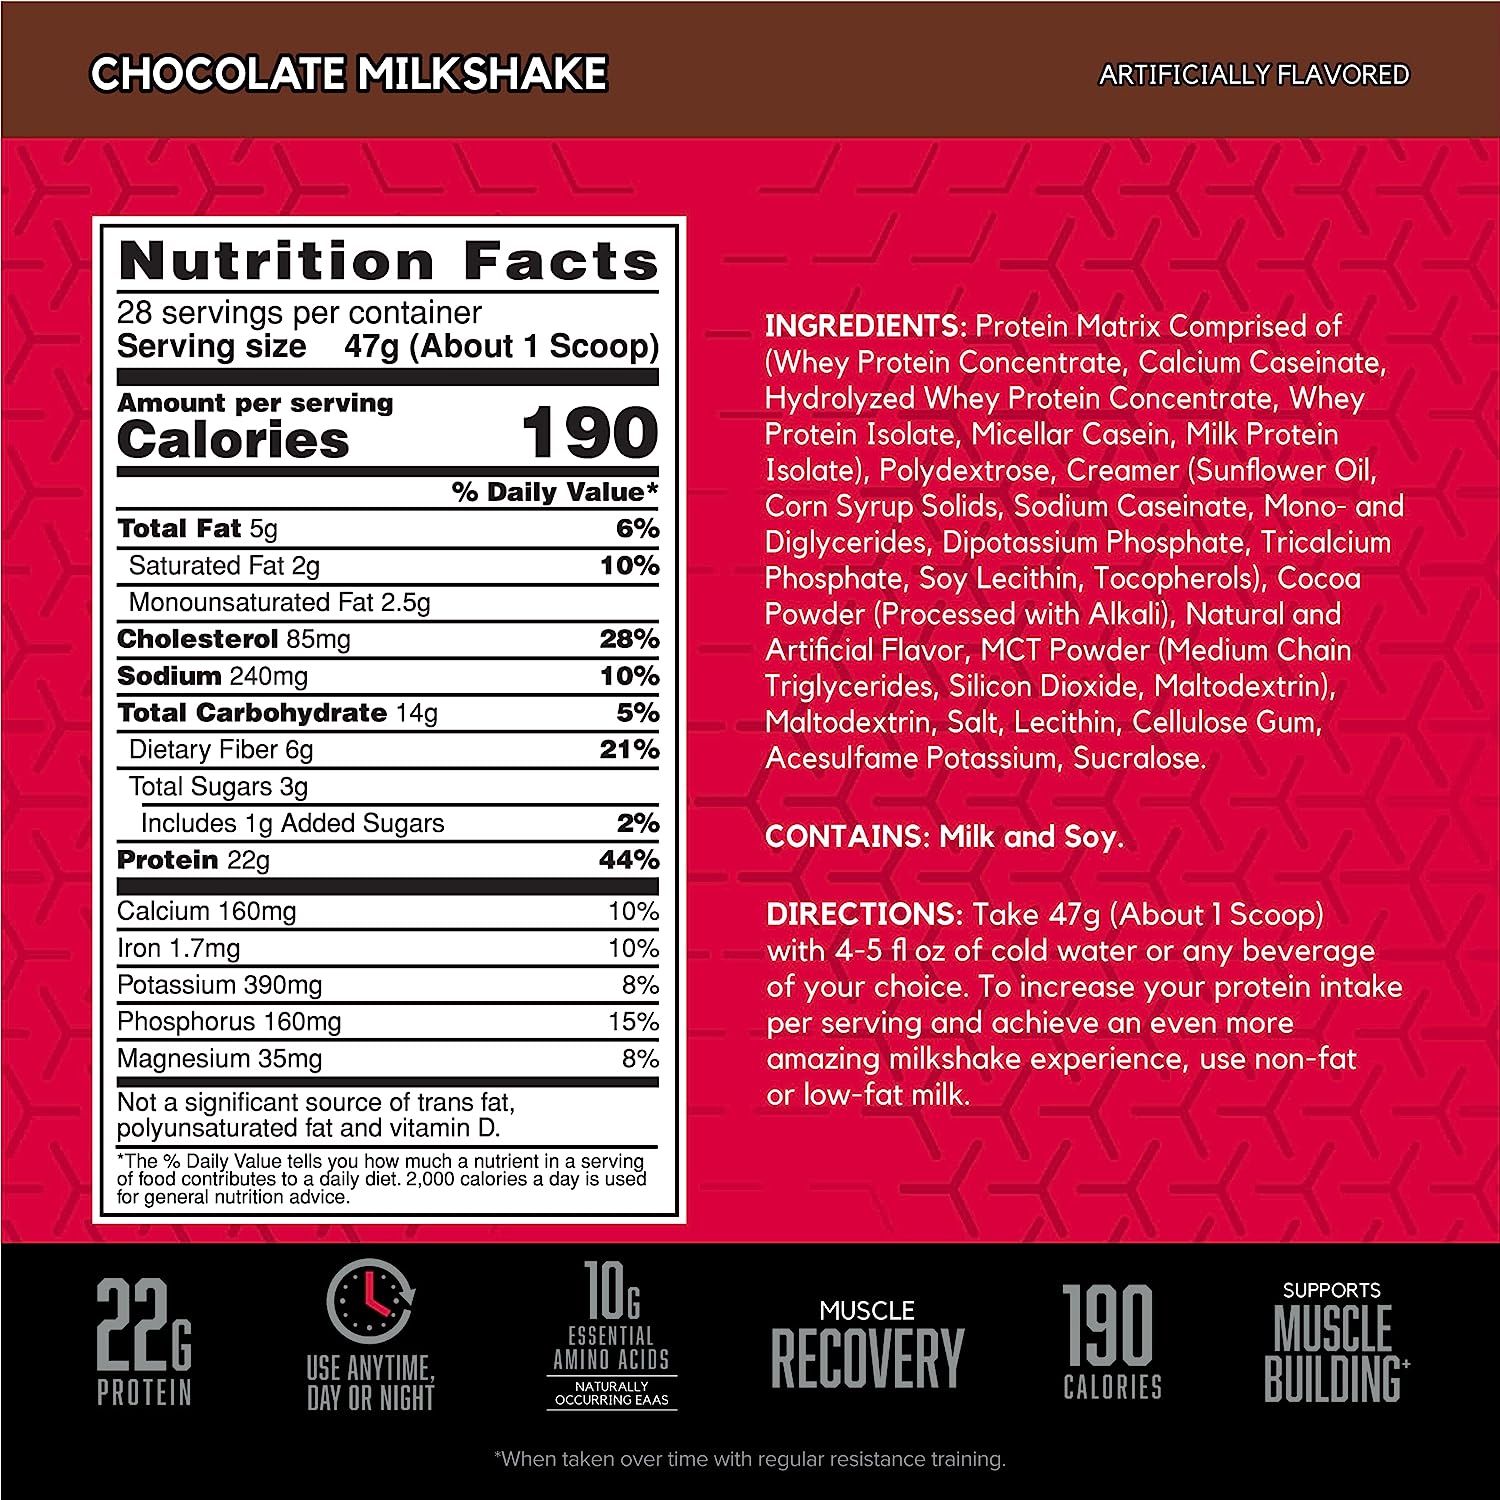 CHOCOLATE MILKSHAKE
ARTIFICIALLY FLAVORED
Nutrition Facts
28 servings per container
Serving size 47g (About 1 Scoop)
Amount per serving
Calories 190
% Daily Value*
Total Fat 5g 6%
Saturated Fat 2g 10%
Monounsaturated Fat 2.5g
Cholesterol 85mg 28%
Sodium 240mg 10%
Total Carbohydrate 14g 5%
Dietary Fiber 6g 21%
Total Sugars 3g
Includes 1g Added Sugars 2%
Protein 22g 44%
Calcium 160mg 10%
Iron 1.7mg 10%
Potassium 390mg 8%
Phosphorus 160mg 15%
Magnesium 35mg 8%
Not a significant source of trans fat,
polyunsaturated fat and vitamin D.
*The % Daily Value tells you how much a nutrient in a serving
of food contributes to a daily diet. 2,000 calories a day is used
for general nutrition advice.
INGREDIENTS: Protein Matrix Comprised of
(Whey Protein Concentrate, Calcium Caseinate,
Hydrolyzed Whey Protein Concentrate, Whey
Protein Isolate, Micellar Casein, Milk Protein
Isolate), Polydextrose, Creamer (Sunflower Oil,
Corn Syrup Solids, Sodium Caseinate, Mono- and
Diglycerides, Dipotassium Phosphate, Tricalcium
Phosphate, Soy Lecithin, Tocopherols), Cocoa
Powder (Processed with Alkali), Natural and
Artificial Flavor, MCT Powder (Medium Chain
Triglycerides, Silicon Dioxide, Maltodextrin),
Maltodextrin, Salt, Lecithin, Cellulose Gum,
Acesulfame Potassium, Sucralose.
CONTAINS: Milk and Soy.
DIRECTIONS: Take 47g (About 1 Scoop)
with 4-5 fl oz of cold water or any beverage
of your choice. To increase your protein intake
per serving and achieve an even more
amazing milkshake experience, use non-fat
or low-fat milk.
22G
PROTEIN
USE ANYTIME,
DAY OR NIGHT
10G
ESSENTIAL
AMINO ACIDS
NATURALLY
OCCURRING EAAS
MUSCLE
RECOVERY
190
CALORIES
SUPPORTS
MUSCLE
BUILDING+
*When taken over time with regular resistance training.